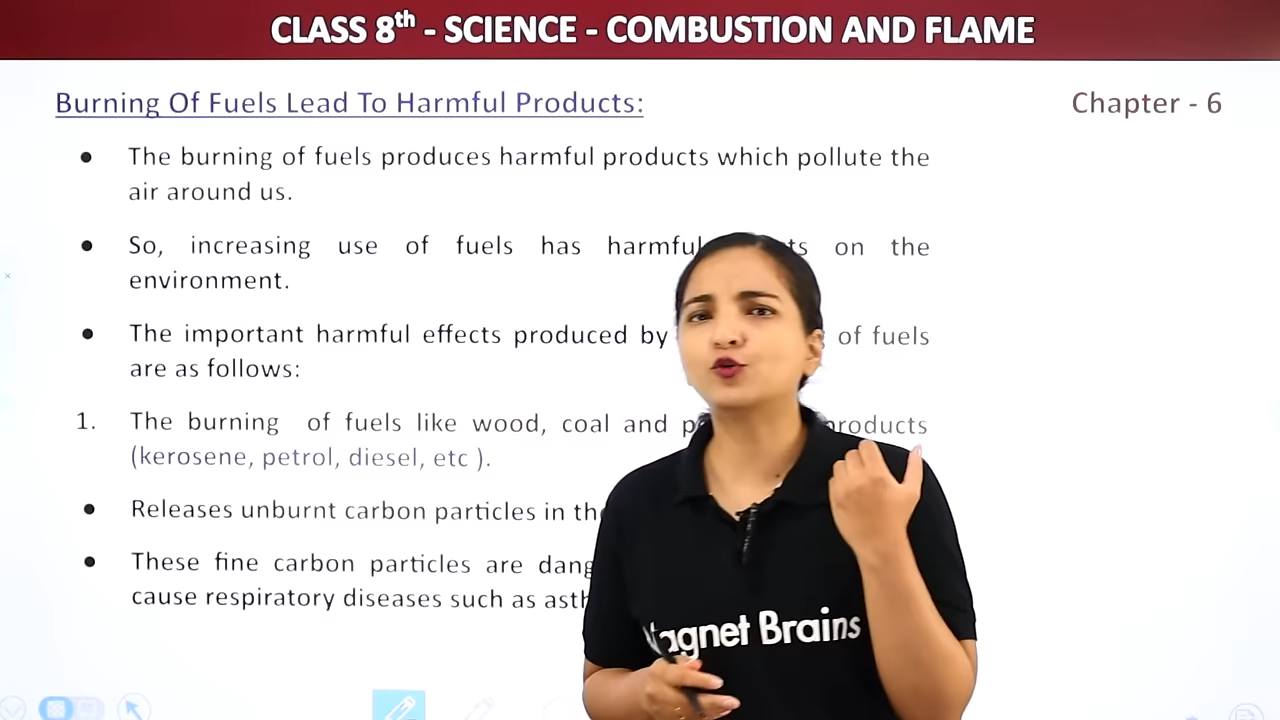 CLASS 8th - SCIENCE - COMBUSTION AND FLAME
Burning Of Fuels Lead To Harmful Products:
Chapter - 6
• The burning of fuels produces harmful products which pollute the
air around us.
• So, increasing use of fuels has harmful on the
environment.
• The important harmful effects produced by of fuels
are as follows:
1. The burning of fuels like wood, coal and products
(kerosene, petrol, diesel, etc ).
• Releases unburnt carbon particles in
• These fine carbon particles are
cause respiratory diseases such as
Magnet Brains